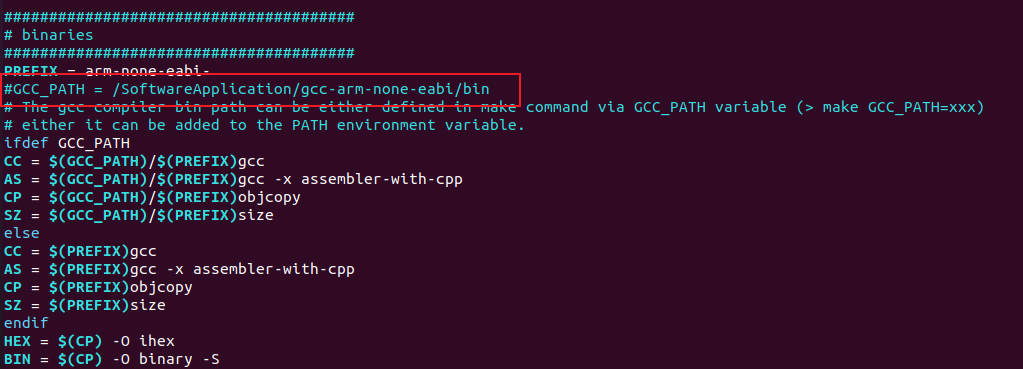 #######################################
# binaries
#######################################
PREFIX = arm-none-eabi-
#GCC_PATH = /SoftwareApplication/gcc-arm-none-eabi/bin
# The gcc compiler bin path can be either defined in make command via GCC_PATH variable (> make GCC_PATH=xxx)
# either it can be added to the PATH environment variable.
ifdef GCC_PATH
CC = $(GCC_PATH)/$(PREFIX)gcc
AS = $(GCC_PATH)/$(PREFIX)gcc -x assembler-with-cpp
CP = $(GCC_PATH)/$(PREFIX)objcopy
SZ = $(GCC_PATH)/$(PREFIX)size
else
CC = $(PREFIX)gcc
AS = $(PREFIX)gcc -x assembler-with-cpp
CP = $(PREFIX)objcopy
SZ = $(PREFIX)size
endif
HEX = $(CP) -O ihex
BIN = $(CP) -O binary -S